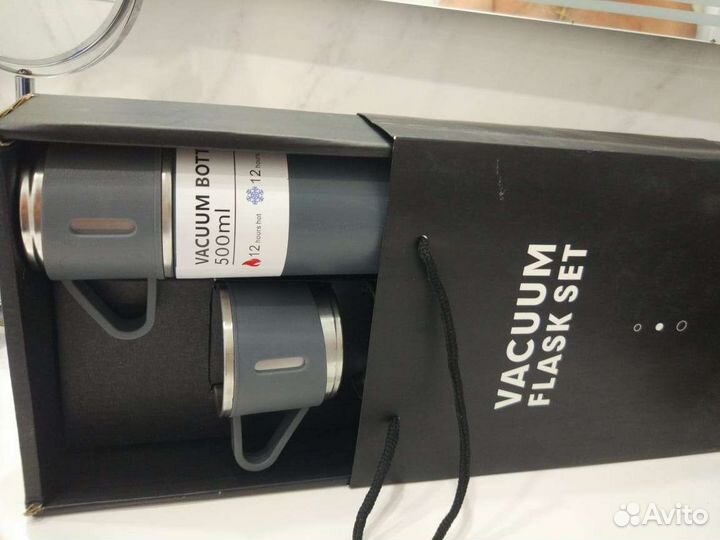 VACUUM BOTT
500ml
12 hours hot
12 hours
VACUUM
FLASK SET
Avito